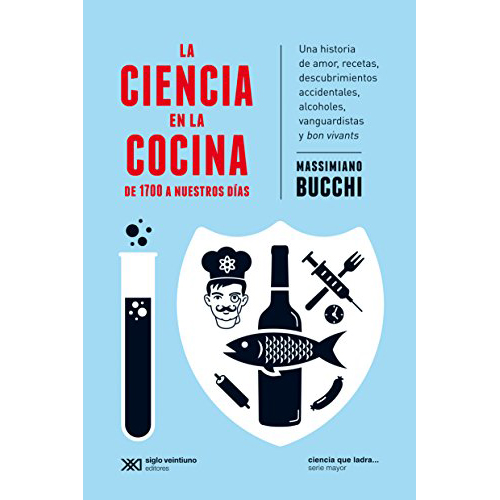 LA
CIENCIA
EN LA
COCINA
DE 1700 A NUESTROS DÍAS
Una historia
de amor, recetas,
descubrimientos
accidentales,
alcoholes,
vanguardistas
y bon vivants
MASSIMIANO
BUCCHI
siglo veintiuno
editores
ciencia que ladra...
serie mayor